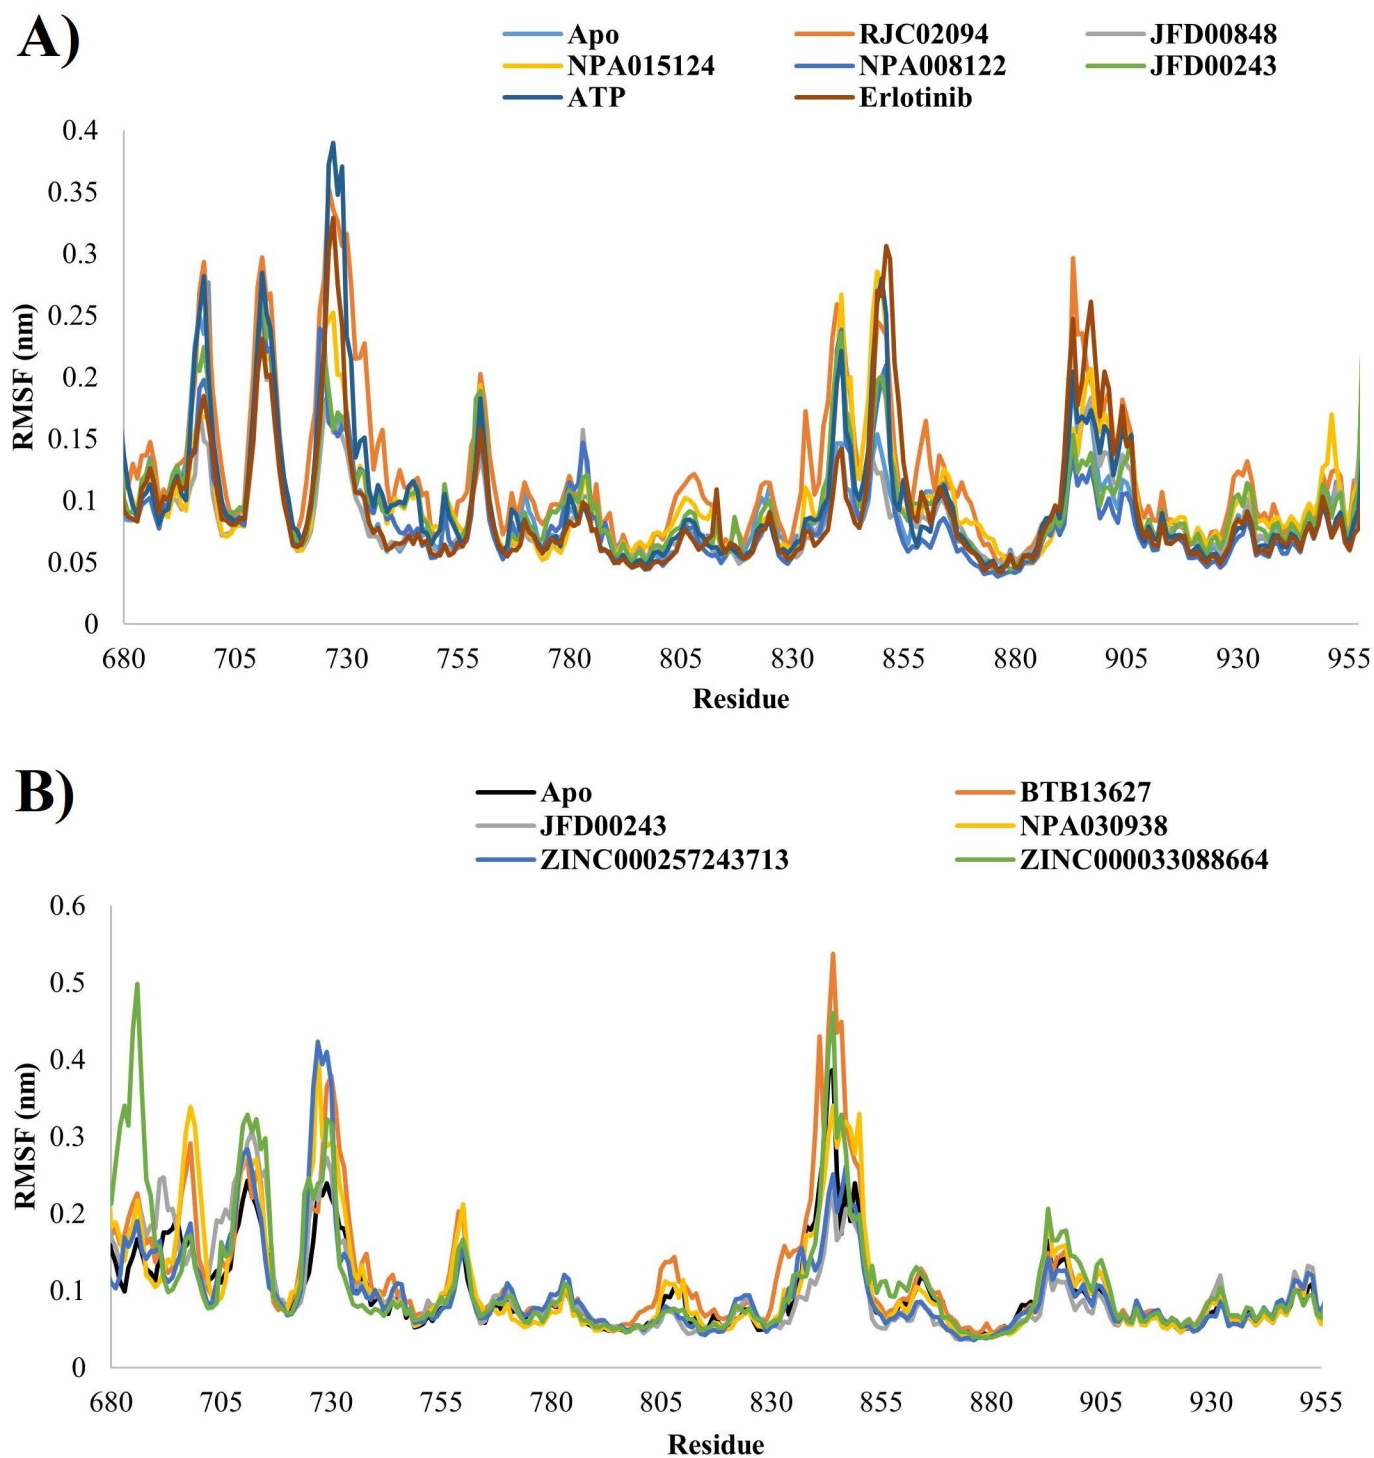 A)
Apo RJC02094 JFD00848
NPA015124 NPA008122 JFD00243
ATP Erlotinib
0.4
0.35
0.3
0.25
0.2
0.15
0.1
0.05
0
RMSF (nm)
680 705 730 755 780 805 830 855 880 905 930 955
Residue
B)
Apo BTB13627
JFD00243 NPA030938
ZINC000257243713 ZINC000033088664
0.6
0.5
0.4
0.3
0.2
0.1
0
RMSF (nm)
680 705 730 755 780 805 830 855 880 905 930 955
Residue